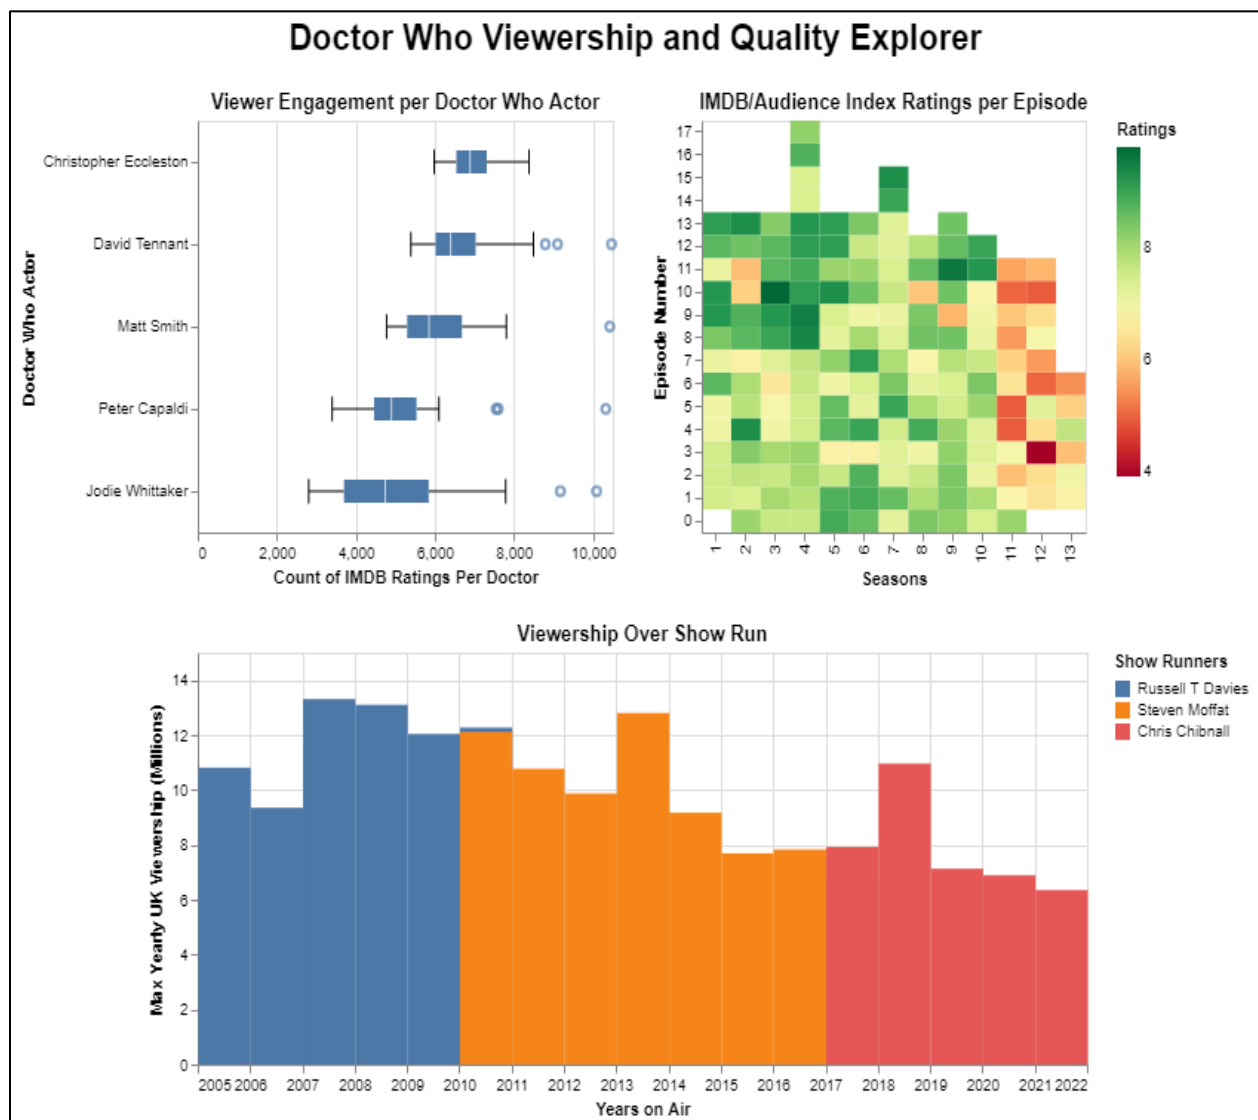 Doctor Who Viewership and Quality Explorer
Viewer Engagement per Doctor Who Actor
Doctor Who Actor
Christopher Eccleston
David Tennant
Matt Smith
Peter Capaldi
Jodie Whittaker
0 2,000 4,000 6,000 8,000 10,000
Count of IMDB Ratings Per Doctor
IMDB/Audience Index Ratings per Episode
Episode Number
17
16
15
14
13
12
11
10
9
8
7
6
5
4
3
2
1
0
1 2 3 4 5 6 7 8 9 10 11 12 13
Seasons
Ratings
8
6
4
Viewership Over Show Run
Max Yearly UK Viewership (Millions)
14
12
10
8
6
4
2
0
2005 2006 2007 2008 2009 2010 2011 2012 2013 2014 2015 2016 2017 2018 2019 2020 2021 2022
Years on Air
Show Runners
Russell T Davies
Steven Moffat
Chris Chibnall